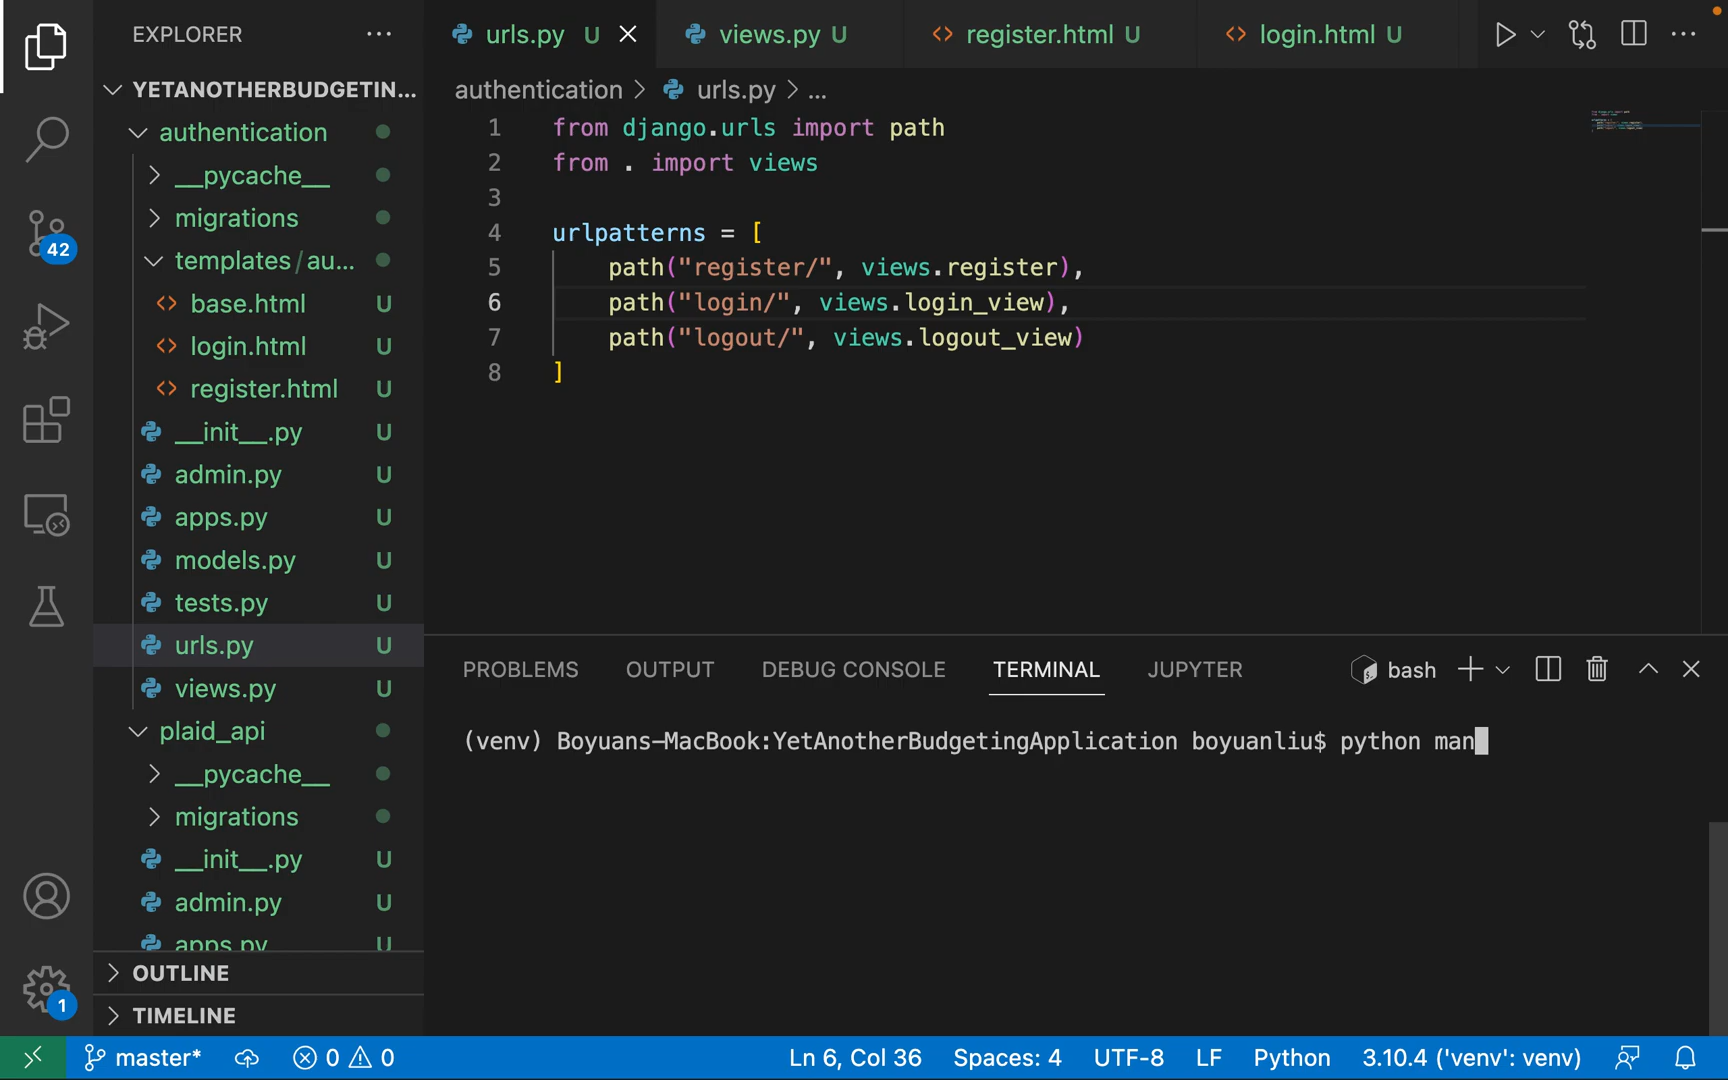 EXPLORER
YETANOTHERBUDGETIN...
authentication
__pycache__
migrations
templates/au...
base.html U
login.html U
register.html U
__init__.py U
admin.py U
apps.py U
models.py U
tests.py U
urls.py U
views.py U
plaid_api
__pycache__
migrations
__init__.py U
admin.py U
apps.py U
OUTLINE
TIMELINE
42
1
urls.py U
views.py U
register.html U
login.html U
authentication > urls.py > ...
1 from django.urls import path
2 from . import views
3
4 urlpatterns = [
5 path("register/", views.register),
6 path("login/", views.login_view),
7 path("logout/", views.logout_view)
8 ]
PROBLEMS OUTPUT DEBUG CONSOLE TERMINAL JUPYTER bash
(venv) Boyuans-MacBook:YetAnotherBudgetingApplication boyuanliu$ python man
master* 0 0 Ln 6, Col 36 Spaces: 4 UTF-8 LF Python 3.10.4 ('venv': venv)